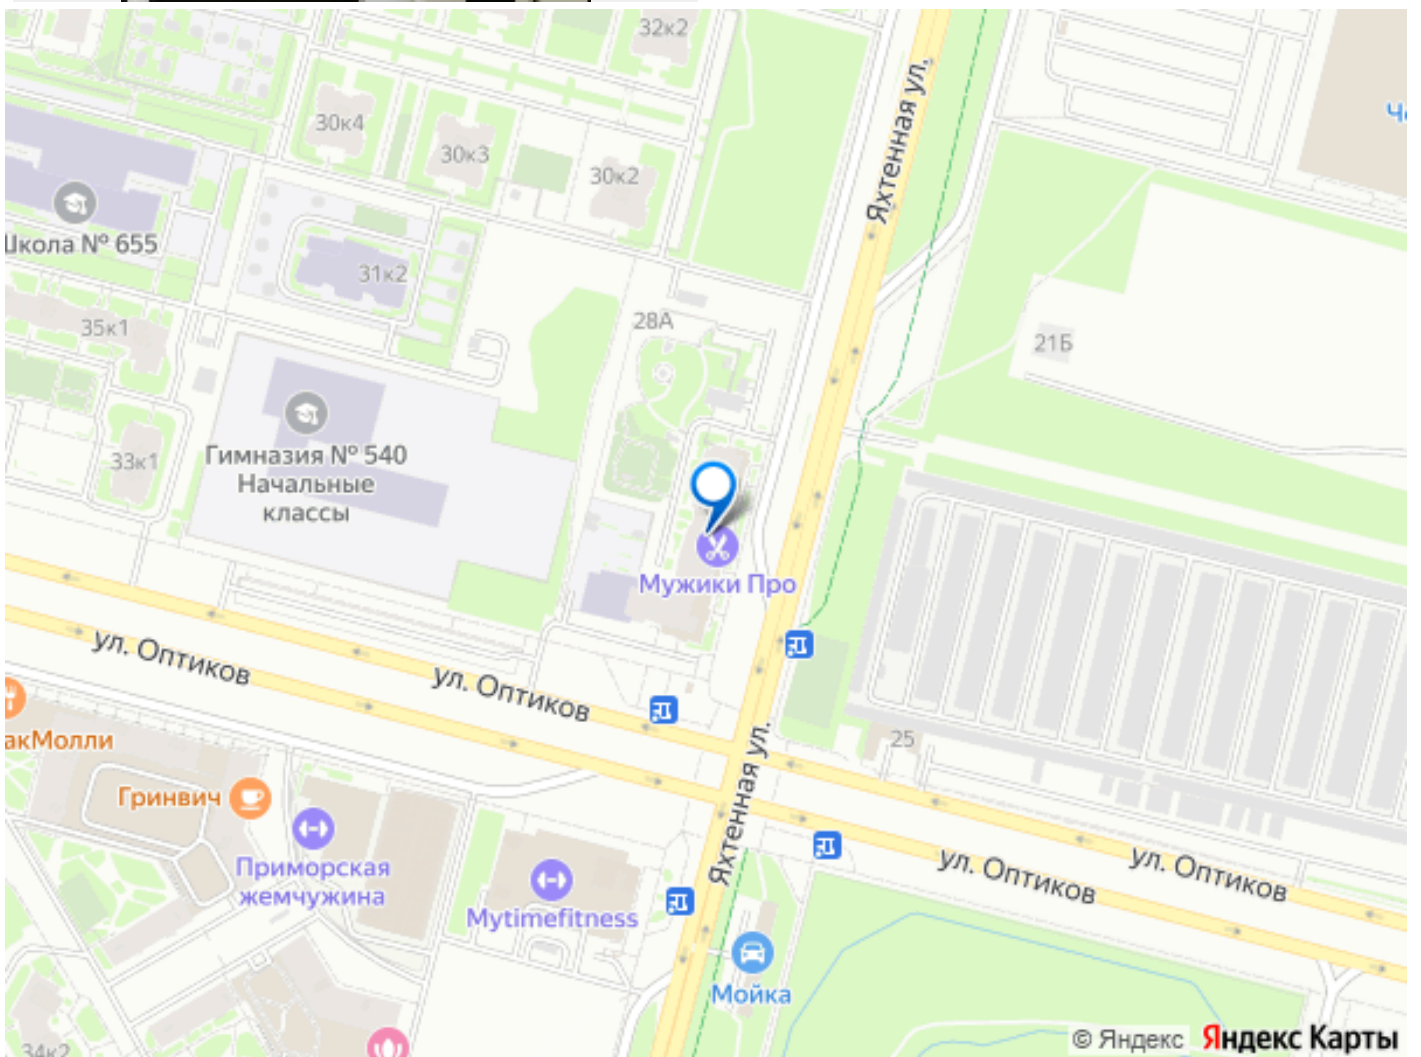 32к2
Яхтенная ул.
30к4
30к3
30к2
Школа № 655
31к2
28А
35к1
21Б
Гимназия № 540
Начальные
классы
33к1
Мужики Про
ул. Оптиков
ул. Оптиков
Яхтенная ул.
25
акМолли
Гринвич
Приморская
жемчужина
Mytimefitness
ул. Оптиков
ул. Оптиков
Мойка
34к2
© Яндекс Яндекс Карты